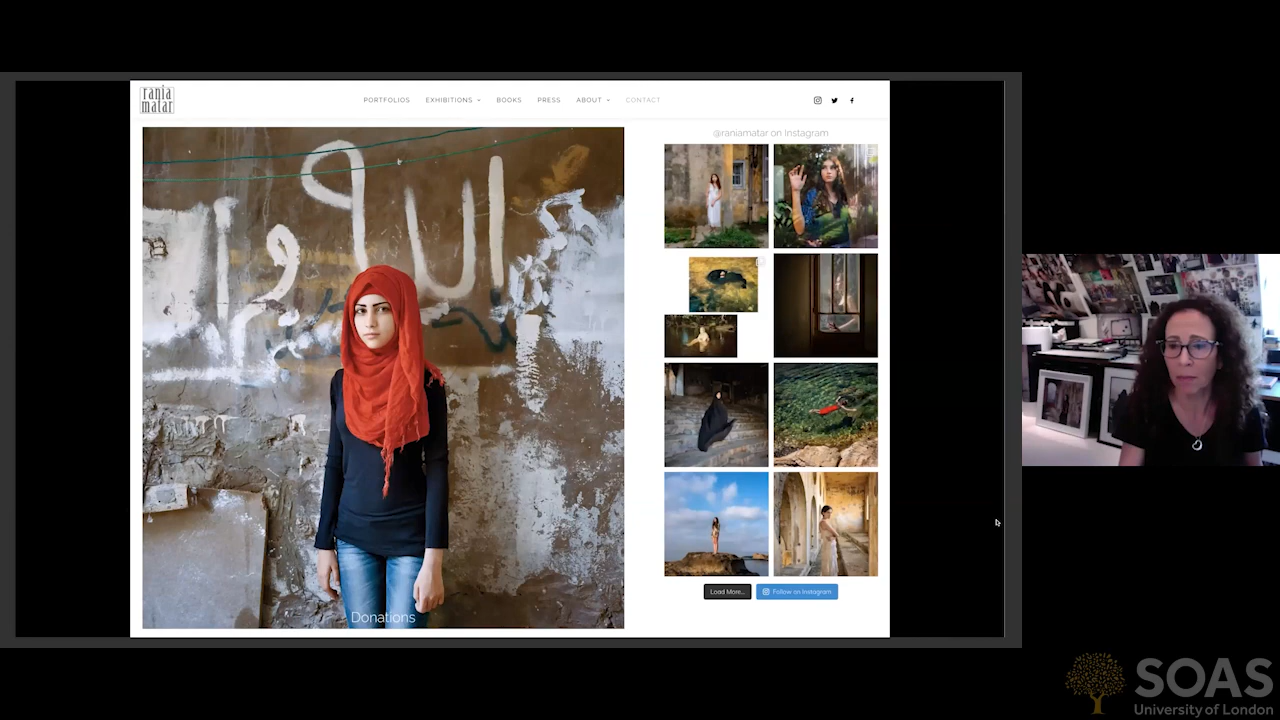 rania
matar
PORTFOLIOS
EXHIBITIONS
BOOKS
PRESS
ABOUT
CONTACT
@raniamatar on Instagram
الله
Donations
Load More...
Follow on Instagram
SOAS
University of London